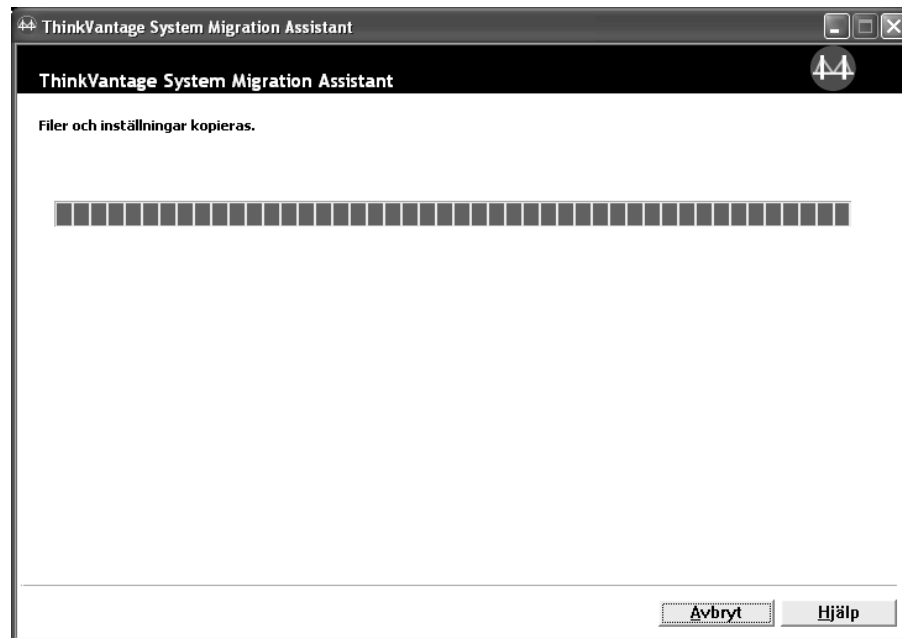 ThinkVantage System Migration Assistant
ThinkVantage System Migration Assistant
Filer och inställningar kopieras.
Avbryt Hjälp